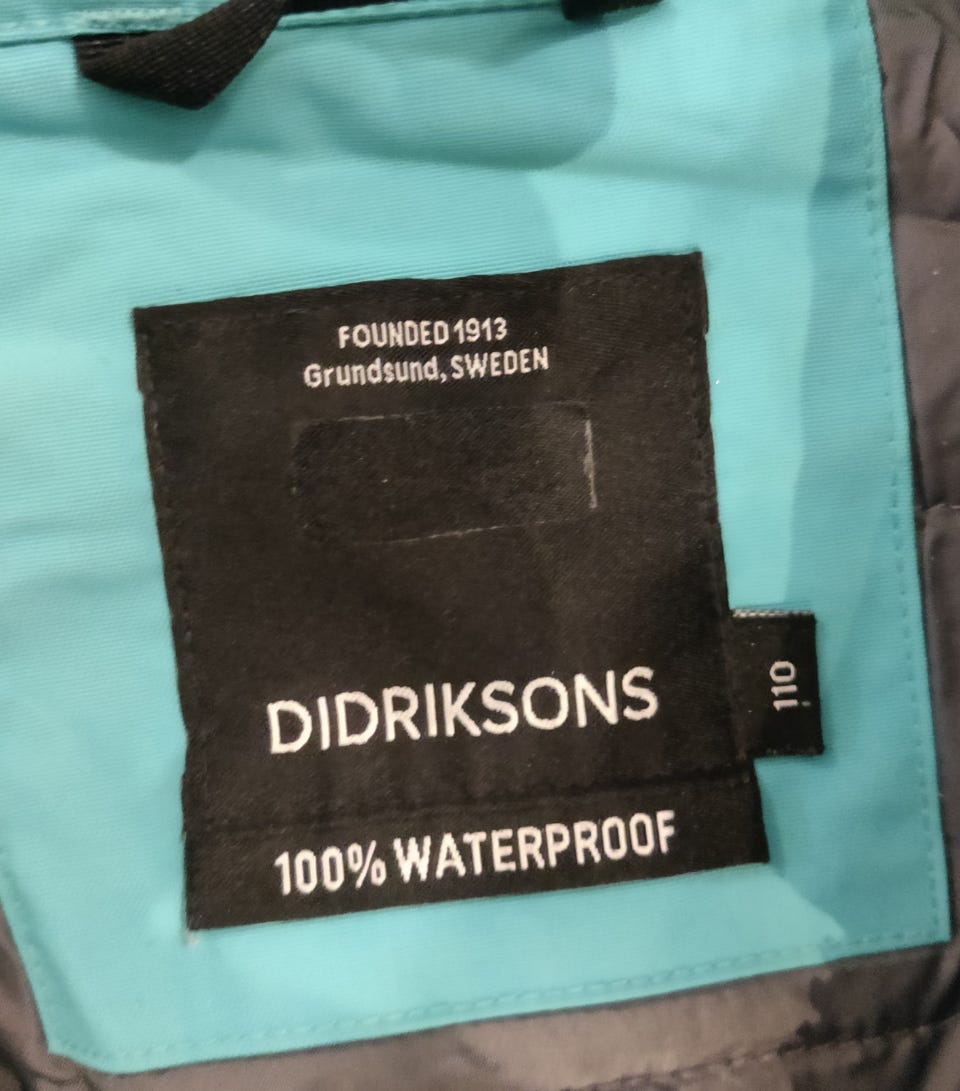 FOUNDED 1913
Grundsund, SWEDEN
DIDRIKSONS
110
100% WATERPROOF